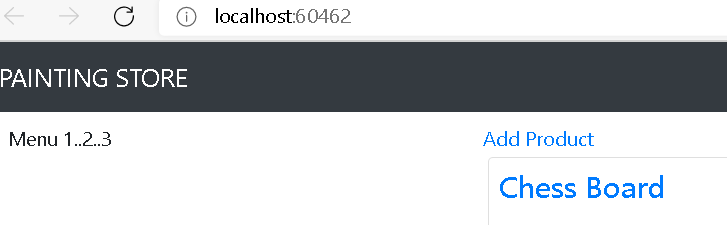 localhost:60462
PAINTING STORE
Menu 1..2..3
Add Product
Chess Board